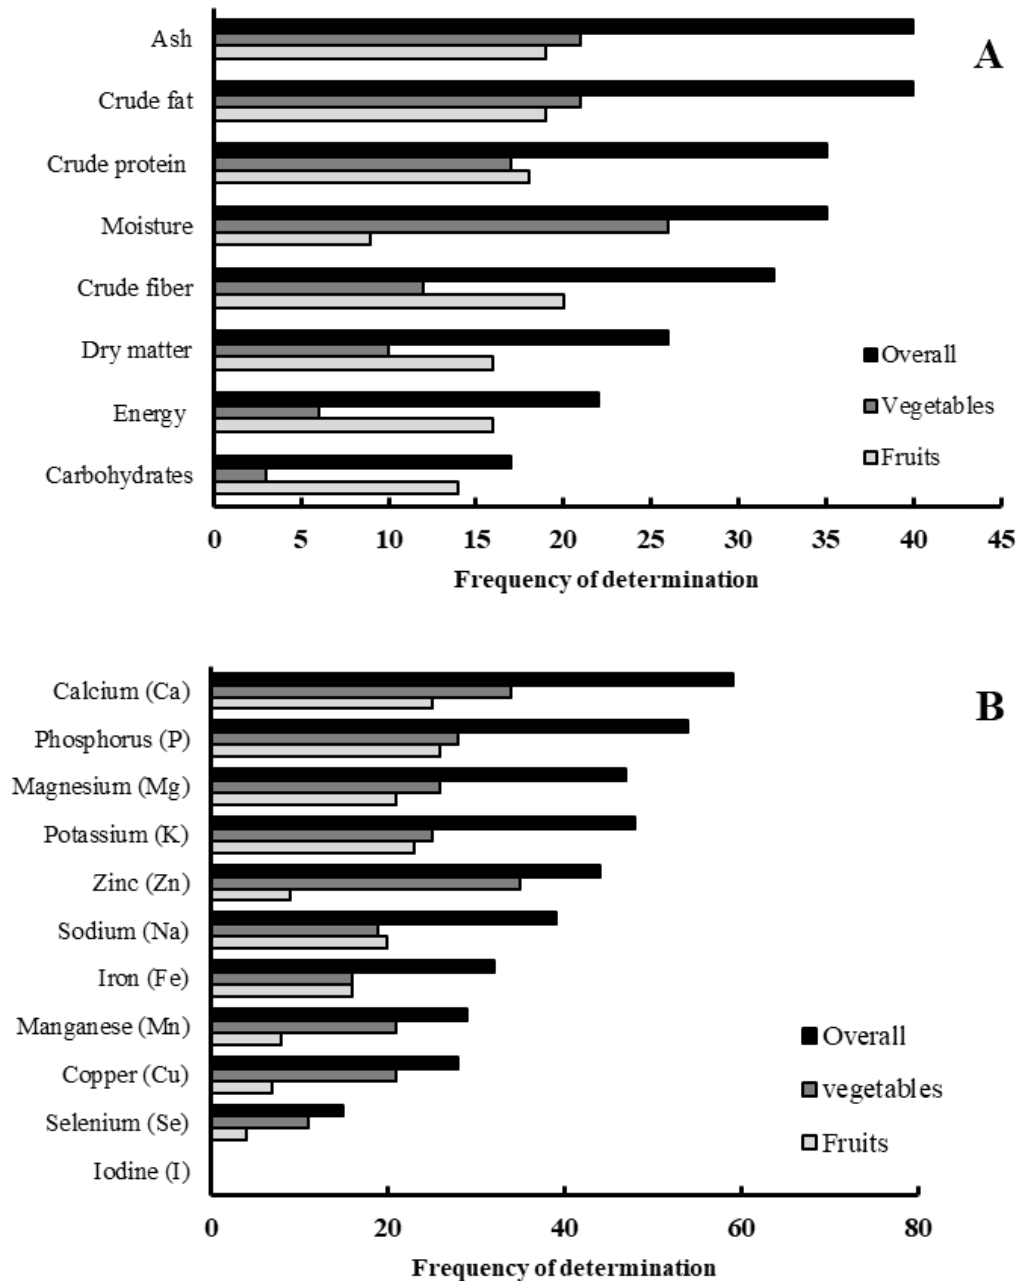 Ash
A
Crude fat
Crude protein
Moisture
Crude fiber
Dry matter
Overall
Vegetables
Energy
Fruits
Carbohydrates
0 5 10 15 20 25 30 35 40 45
Frequency of determination
Calcium (Ca)
B
Phosphorus (P)
Magnesium (Mg)
Potassium (K)
Zinc (Zn)
Sodium (Na)
Iron (Fe)
Manganese (Mn)
Overall
Copper (Cu)
vegetables
Selenium (Se)
Fruits
Iodine (I)
0 20 40 60 80
Frequency of determination